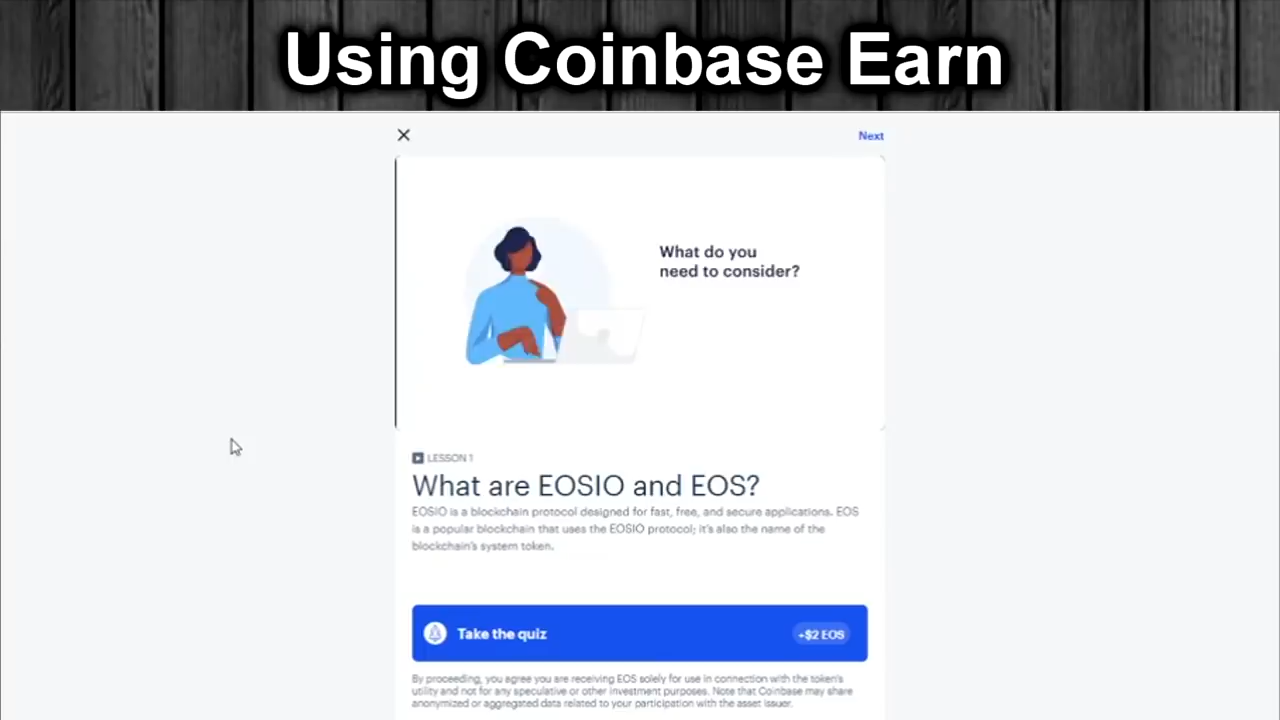 Using Coinbase Earn
Next
What do you
need to consider?
LESSON 1
What are EOSIO and EOS?
EOSIO is a blockchain protocol designed for fast, free, and secure applications. EOS
is a popular blockchain that uses the EOSIO protocol; it's also the name of the
blockchain's system token.
Take the quiz
+$2 EOS
By proceeding, you agree you are receiving EOS solely for use in connection with the token's
utility and not for any speculative or other investment purposes. Note that Coinbase may share
anonymized or aggregated data related to your participation with the asset issuer.